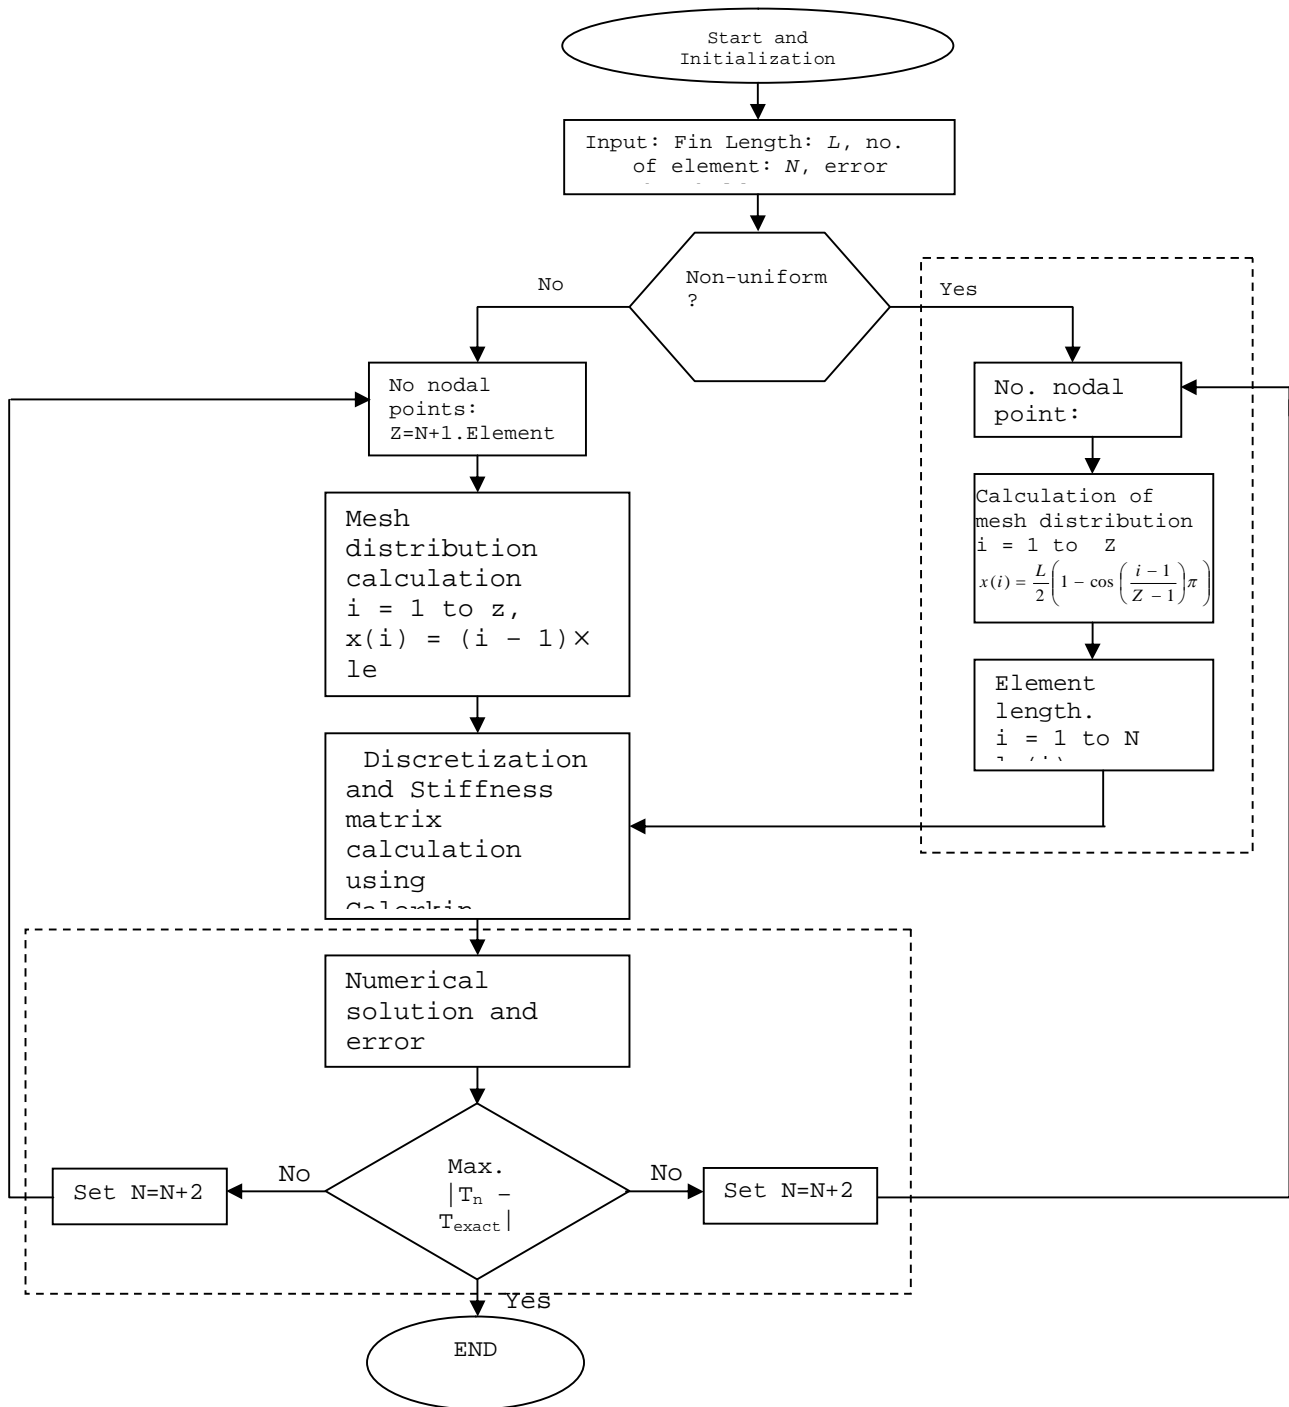 Start and
Initialization
Input: Fin Length: L, no.
of element: N, error
Non-uniform
?
No
Yes
No nodal
points:
Z=N+1.Element
No. nodal
point:
Mesh
distribution
calculation
i = 1 to z,
x(i) = (i – 1)×
le
Calculation of
mesh distribution
i = 1 to Z
x(i) = L/2 (1 − cos ((i − 1)/(Z − 1)) π)
Element
length.
i = 1 to N
Discretization
and Stiffness
matrix
calculation
using
Numerical
solution and
error
Max.
|Tn –
Texact|
No
No
Set N=N+2
Set N=N+2
Yes
END